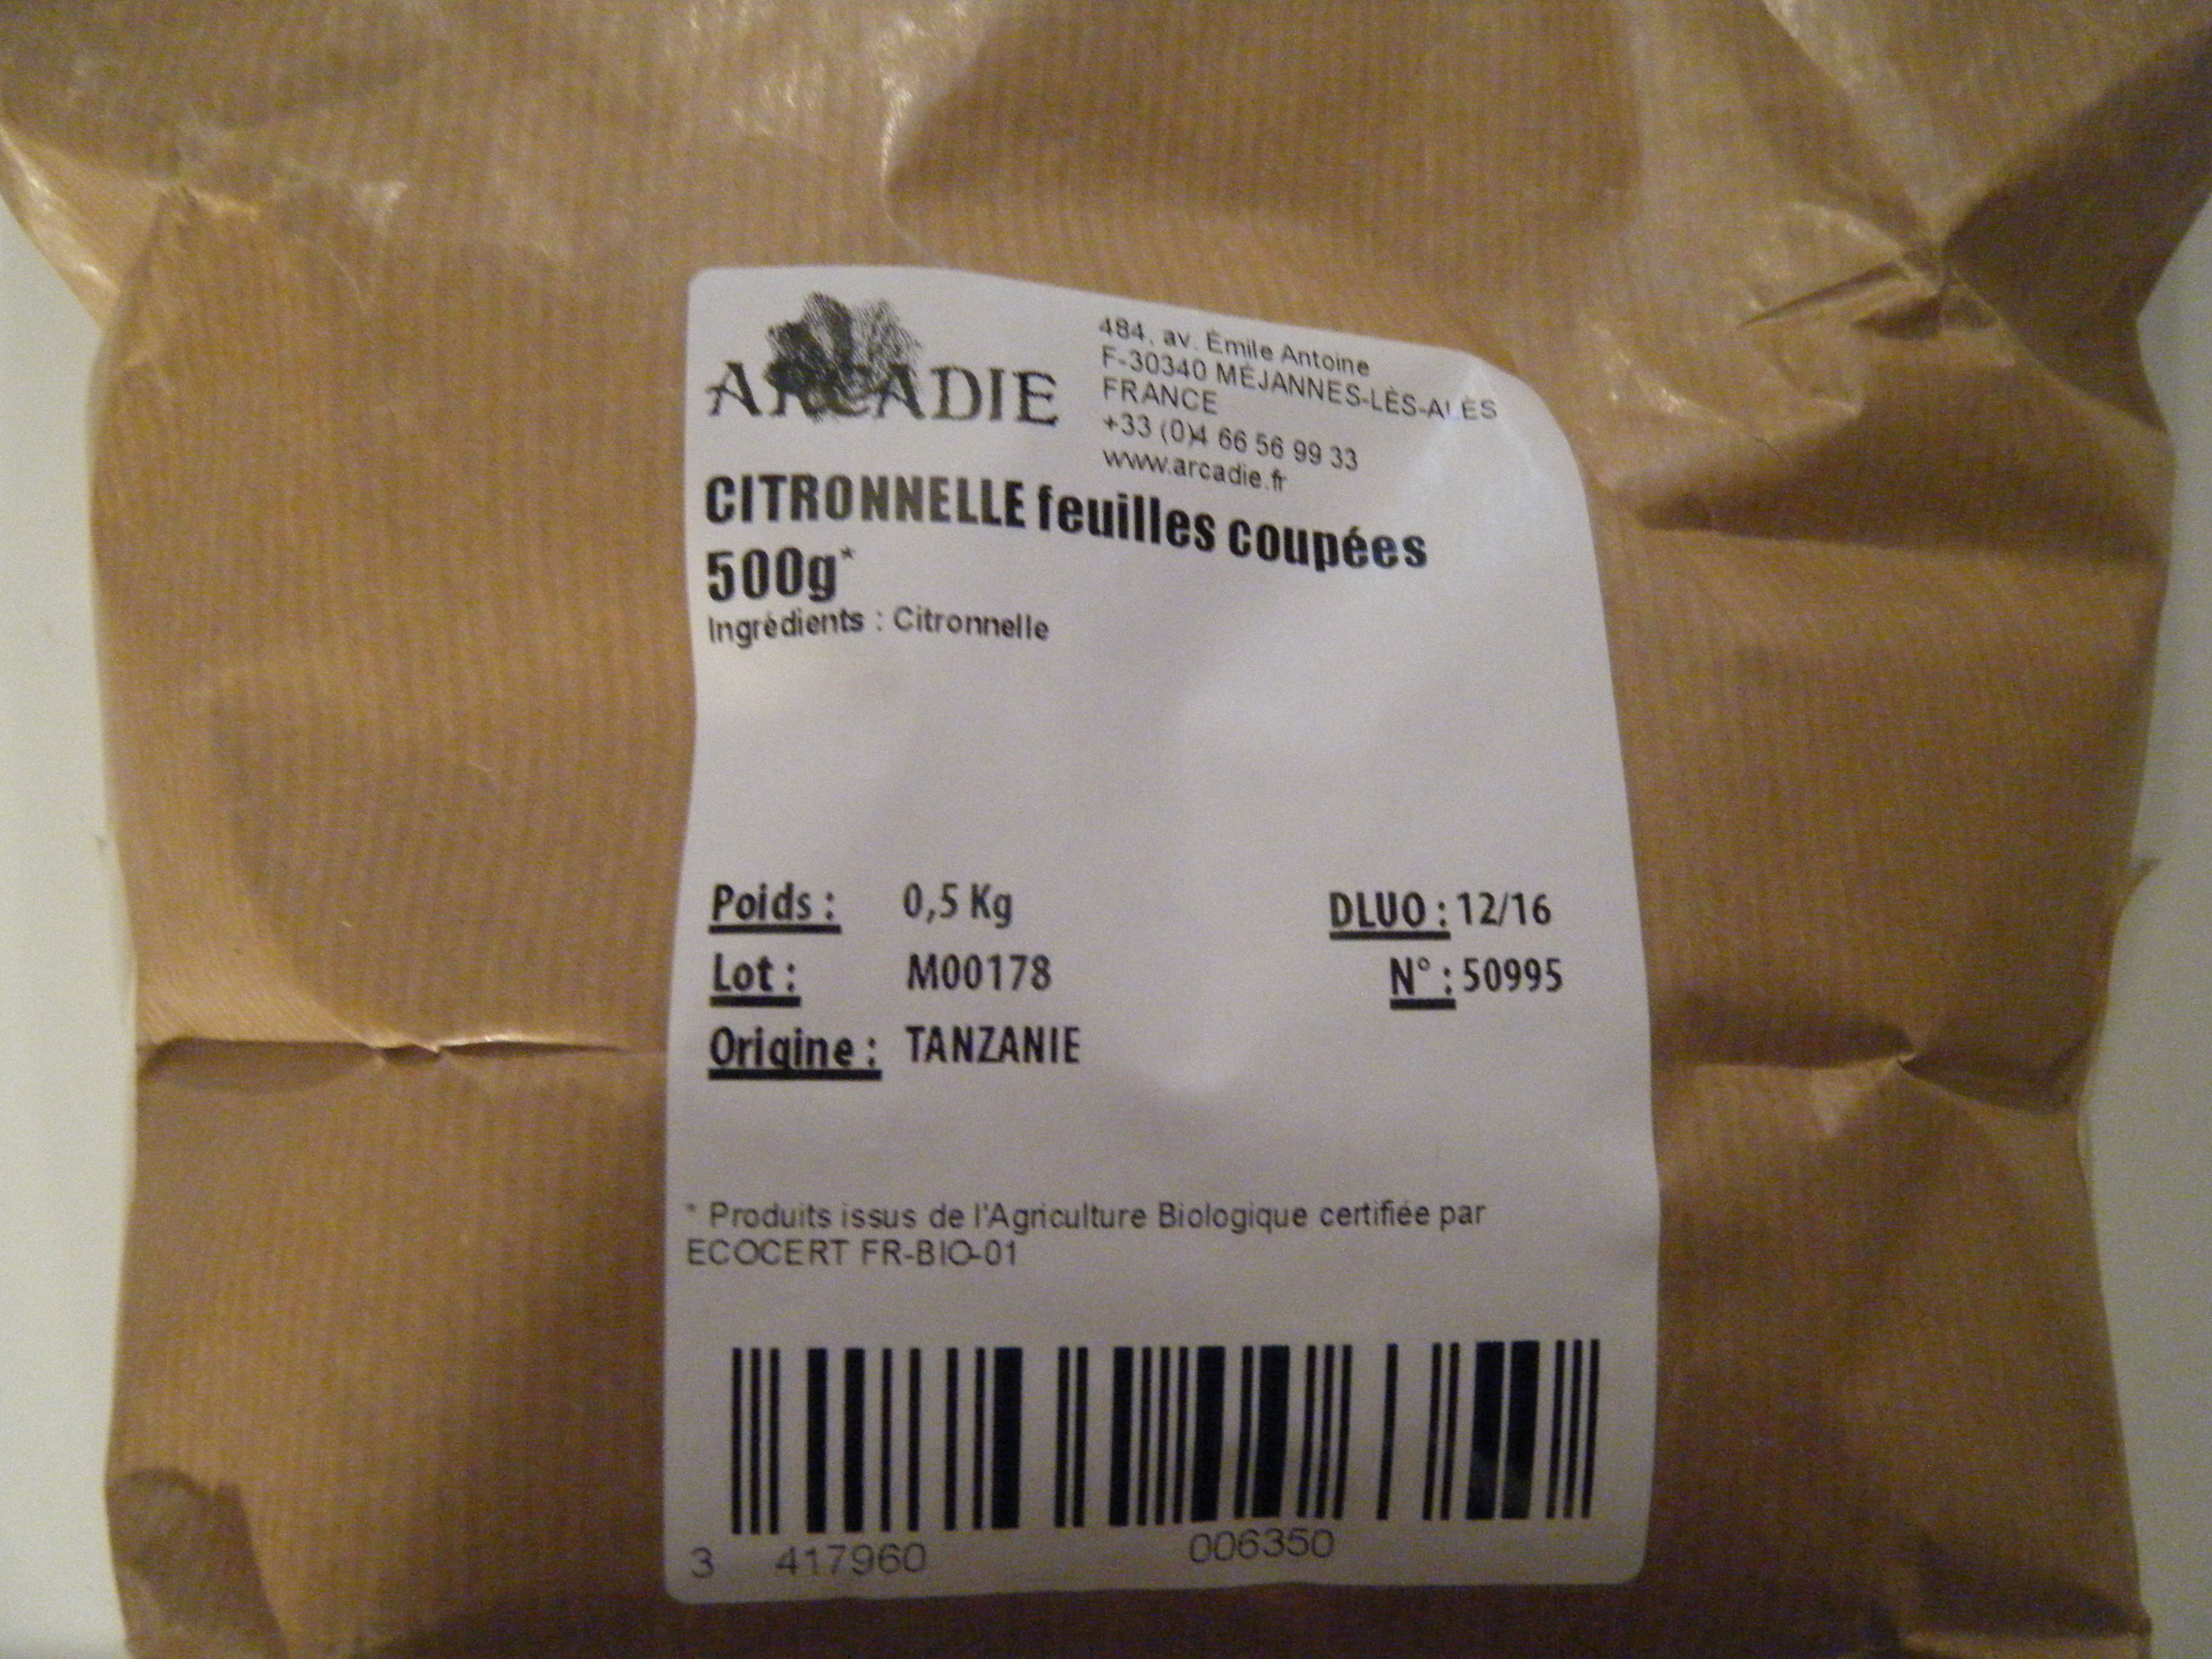 ARCADIE
484, av. Émile Antoine
F-30340 MÉJANNES-LÈS-ALÈS
FRANCE
+33 (0)4 66 56 99 33
www.arcadie.fr
CITRONNELLE feuilles coupées
500g*
Ingrédients : Citronnelle
Poids : 0,5 Kg DLUO : 12/16
Lot : M00178 N° : 50995
Origine : TANZANIE
* Produits issus de l'Agriculture Biologique certifiée par
ECOCERT FR-BIO-01
3 417960 006350